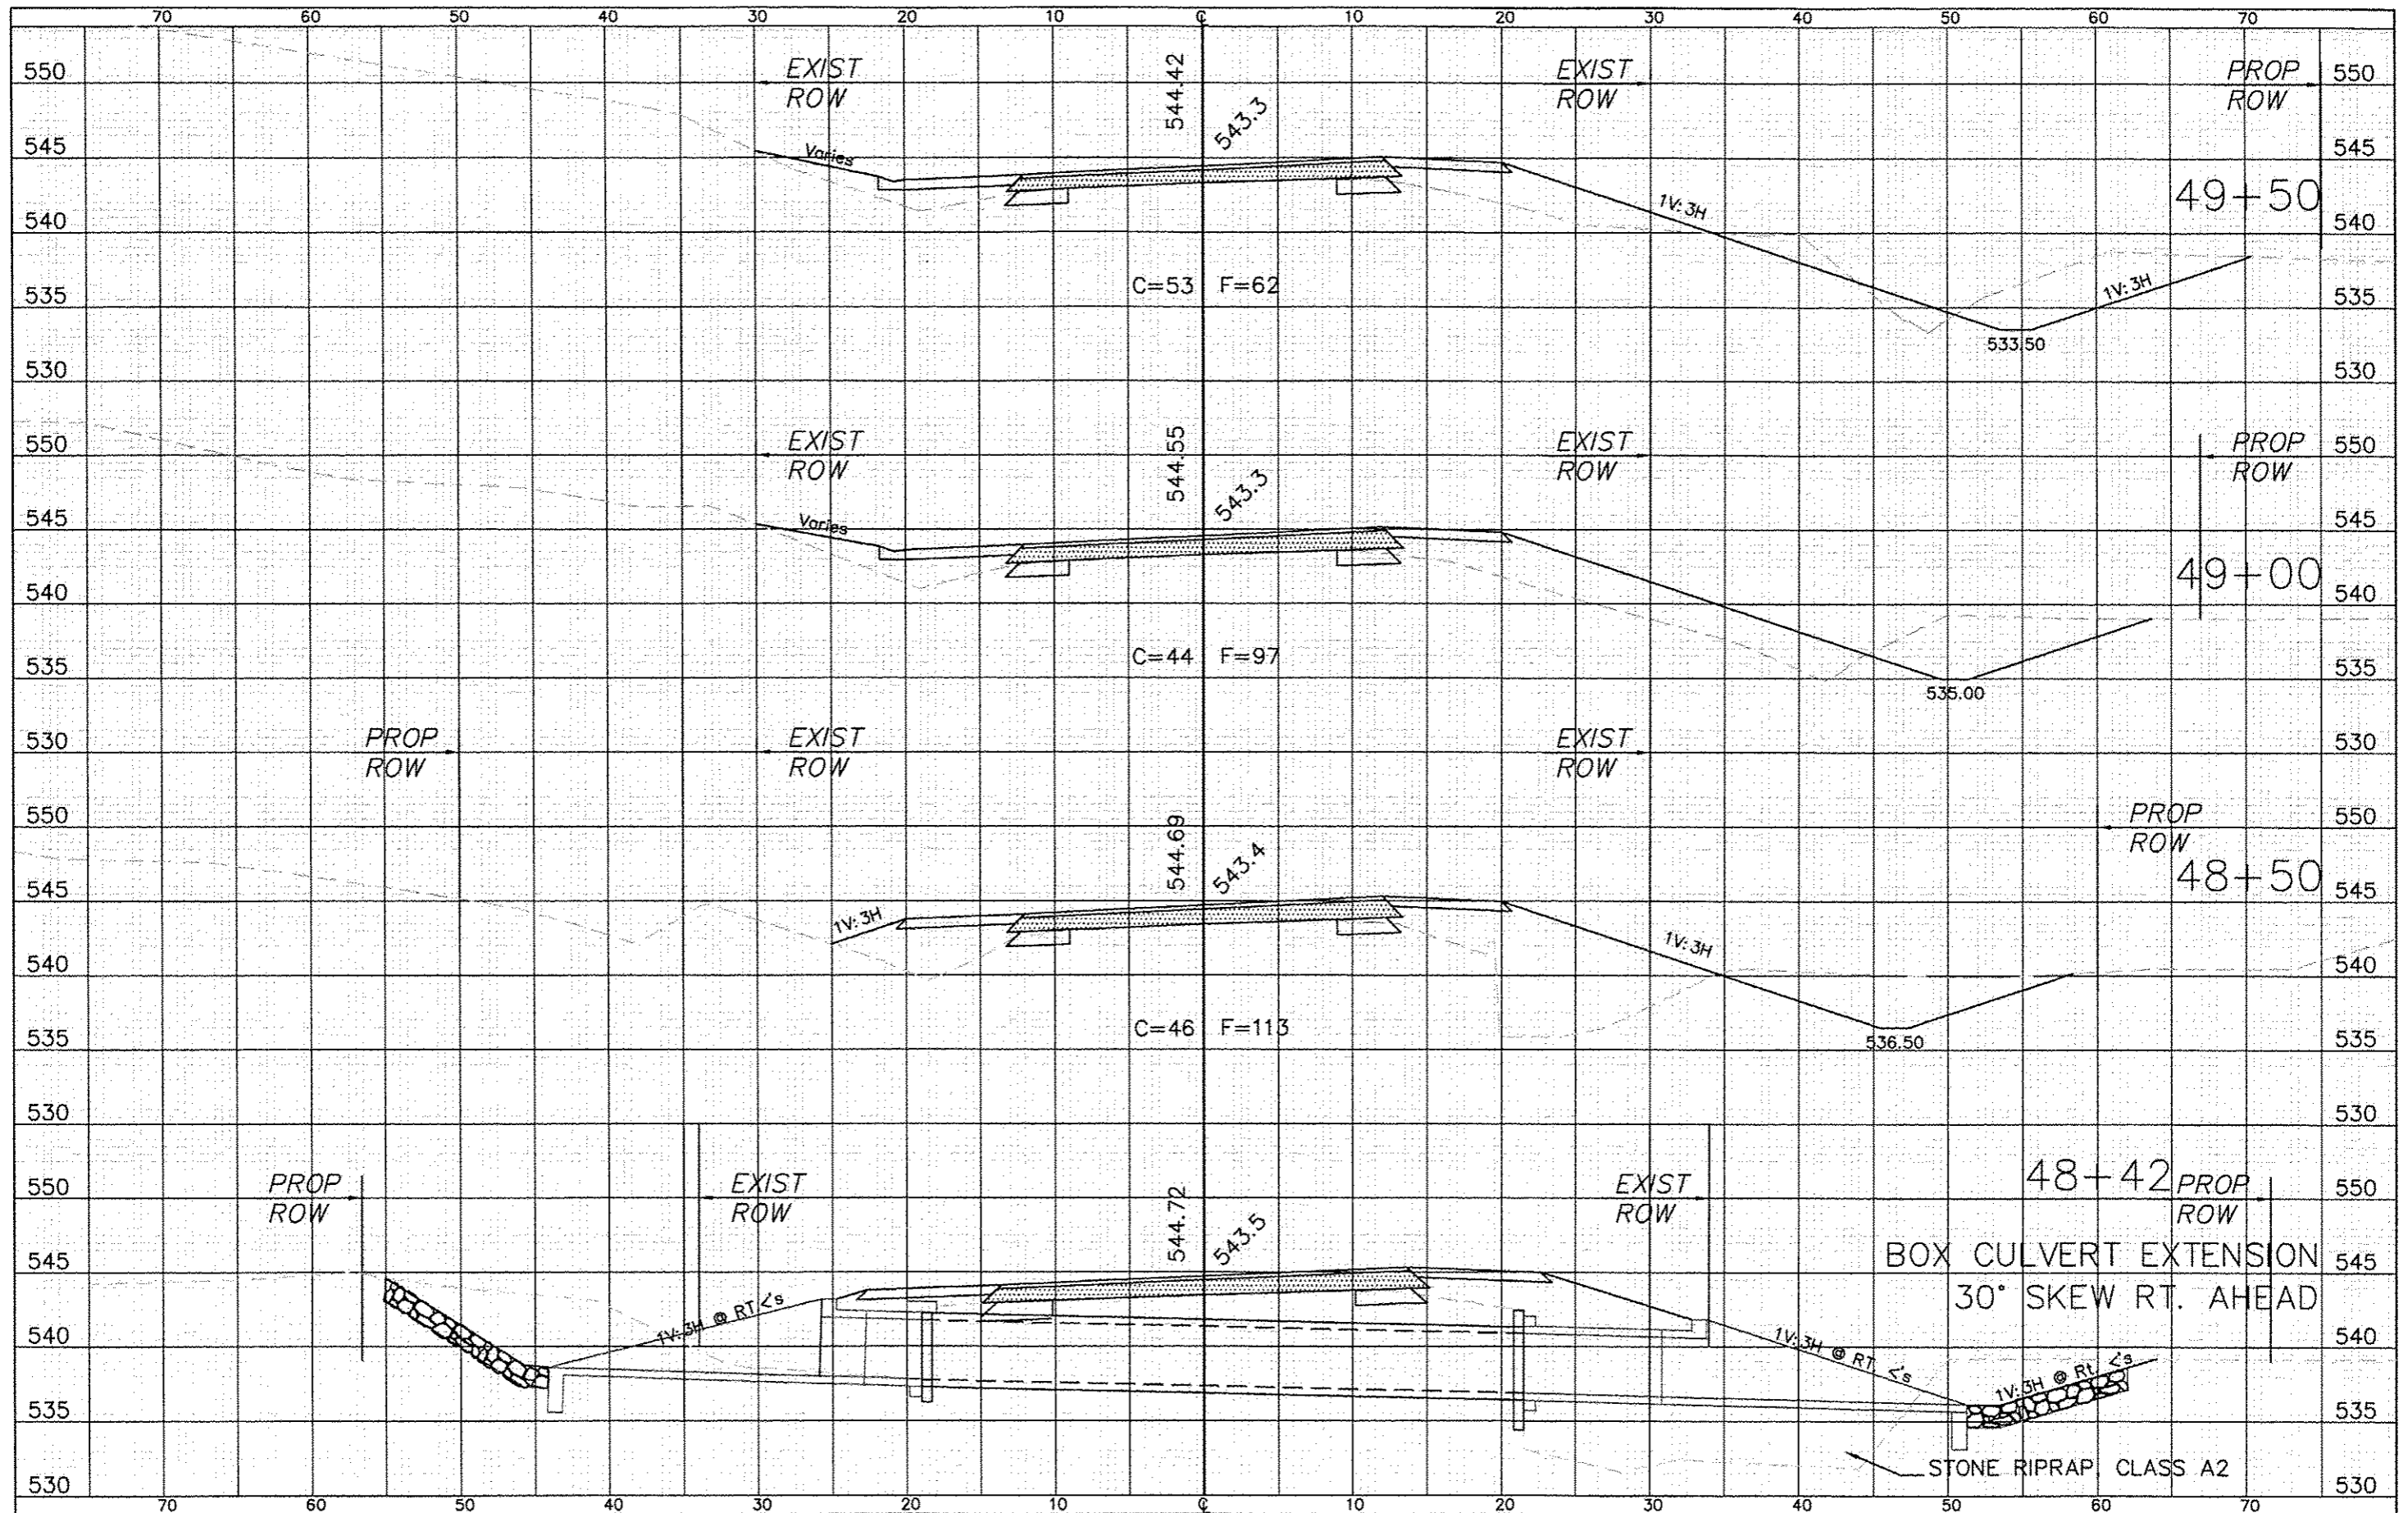 70 60 50 40 30 20 10 ℄ 10 20 30 40 50 60 70
550 EXIST ROW 544.42 543.3 EXIST ROW PROP ROW 550
545 Varies 545
49+50
1V:3H
540 540
C=53 F=62
535 1V:3H 535
533.50
530 530
550 EXIST ROW 544.55 543.3 EXIST ROW PROP ROW 550
545 Varies 545
49+00
540 540
C=44 F=97
535 535
535.00
530 PROP ROW EXIST ROW EXIST ROW 530
550 544.69 543.4 PROP ROW 550
48+50
545 1V:3H 545
1V:3H
540 540
C=46 F=113
535 535
536.50
530 530
48+42
550 PROP ROW EXIST ROW 544.72 543.5 EXIST ROW PROP ROW 550
545 BOX CULVERT EXTENSION 545
30° SKEW RT. AHEAD
540 1V:3H @ RT ∠'s 1V:3H @ RT. ∠'s 540
1V:3H @ Rt. ∠'s
535 535
STONE RIPRAP, CLASS A2
530 530
70 60 50 40 30 20 10 ℄ 10 20 30 40 50 60 70